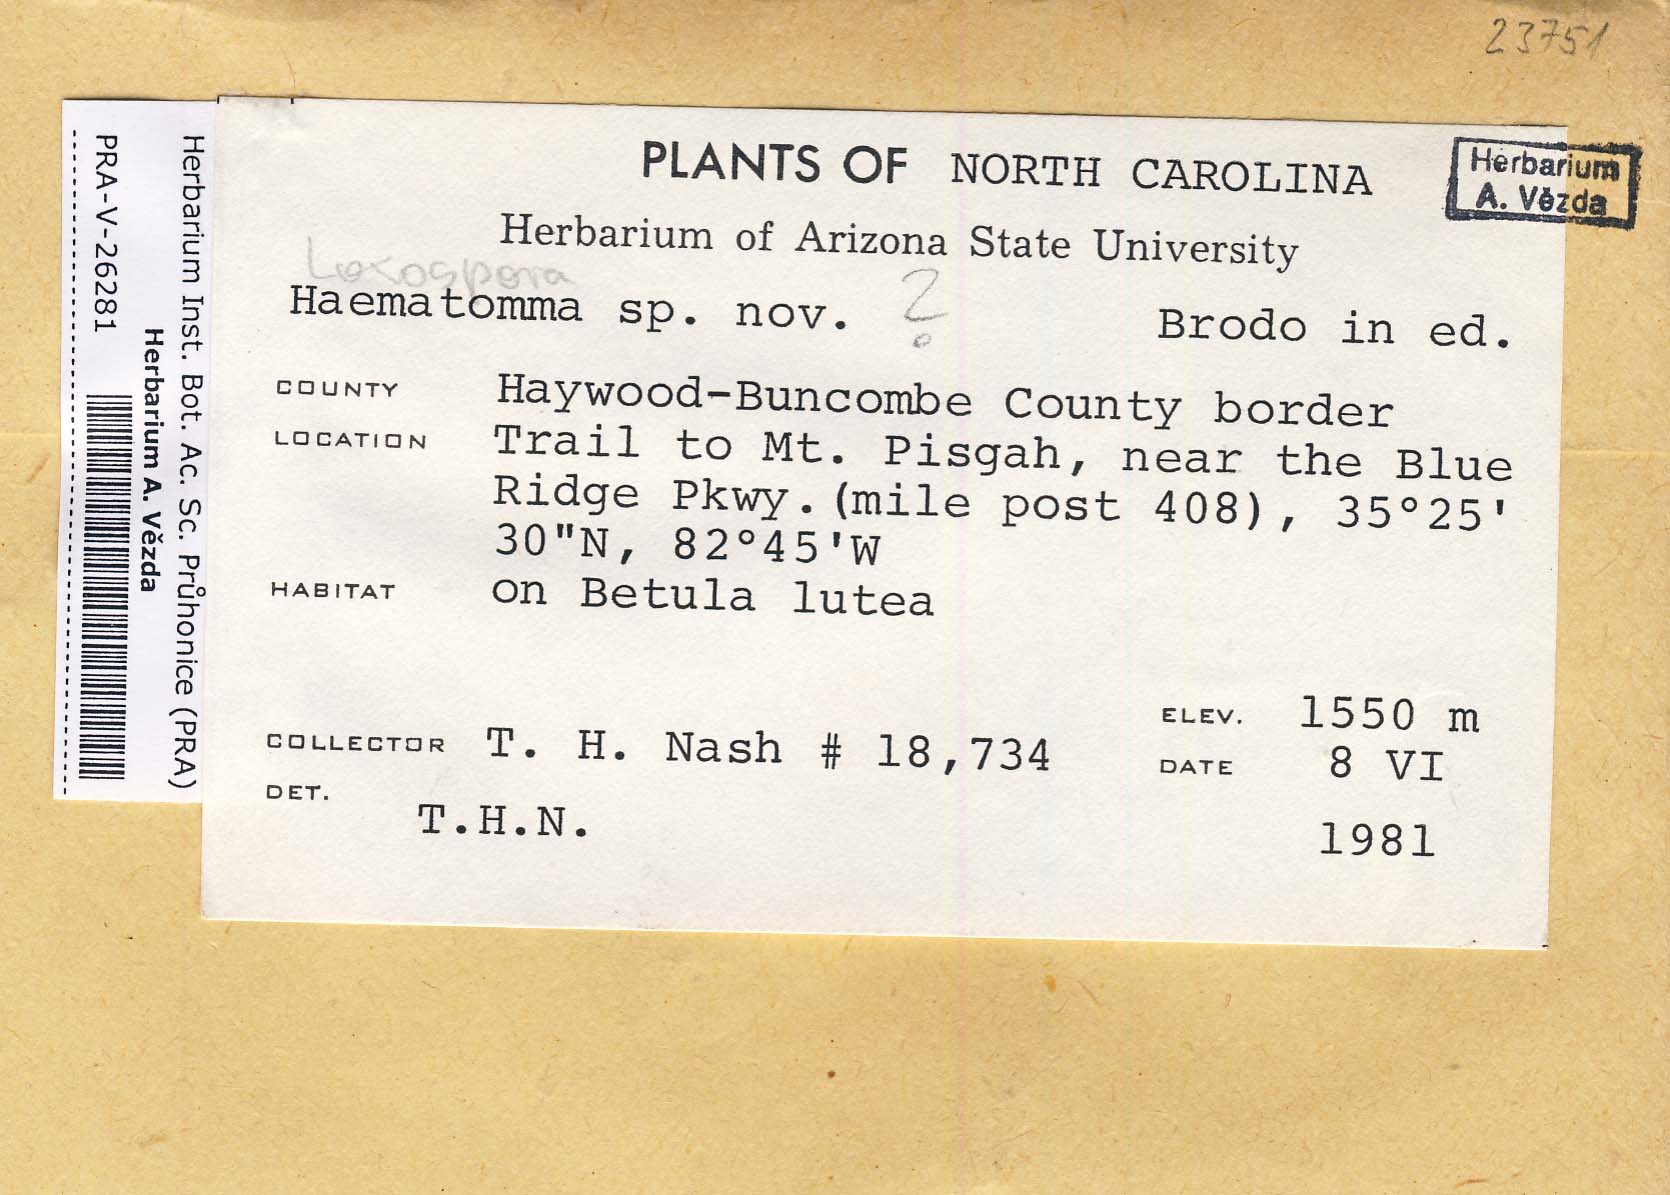 23751
PLANTS OF NORTH CAROLINA
Herbarium
A. Vězda
Herbarium of Arizona State University
Loxospora
Haematomma sp. nov. ?
Brodo in ed.
COUNTY Haywood-Buncombe County border
LOCATION Trail to Mt. Pisgah, near the Blue
Ridge Pkwy.(mile post 408), 35°25'
30"N, 82°45'W
HABITAT on Betula lutea
ELEV. 1550 m
COLLECTOR T. H. Nash # 18,734
DATE 8 VI
1981
DET. T.H.N.
Herbarium Inst. Bot. Ac. Sc. Průhonice (PRA)
Herbarium A. Vězda
PRA-V-26281